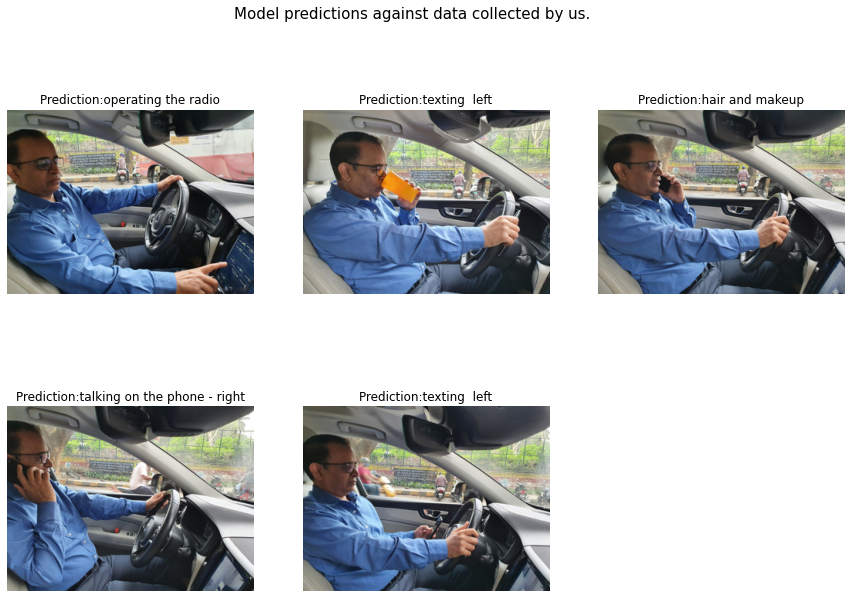 Model predictions against data collected by us.
Prediction:operating the radio
Prediction:texting  left
Prediction:hair and makeup
Prediction:talking on the phone - right
Prediction:texting  left